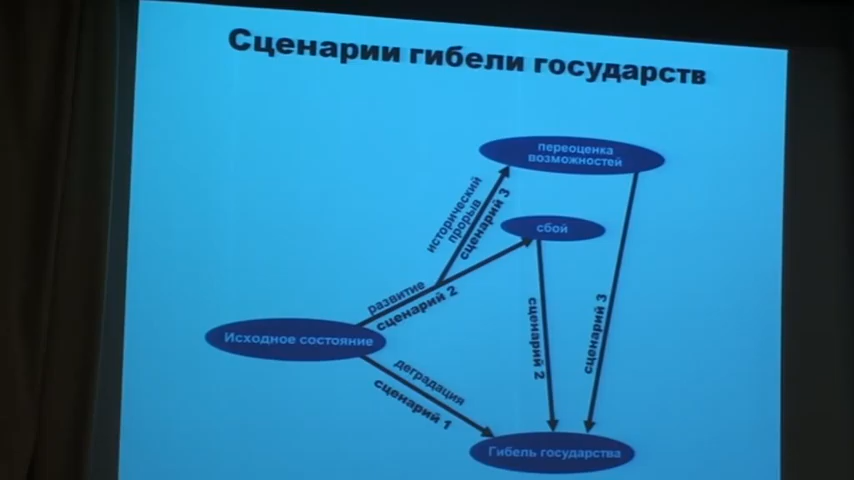 Сценарии гибели государств
переоценка
возможностей
исторический
прорыв
сценарий 3
сбой
развитие
сценарий 2
Исходное состояние
сценарий 2
сценарий 3
деградация
сценарий 1
Гибель государства